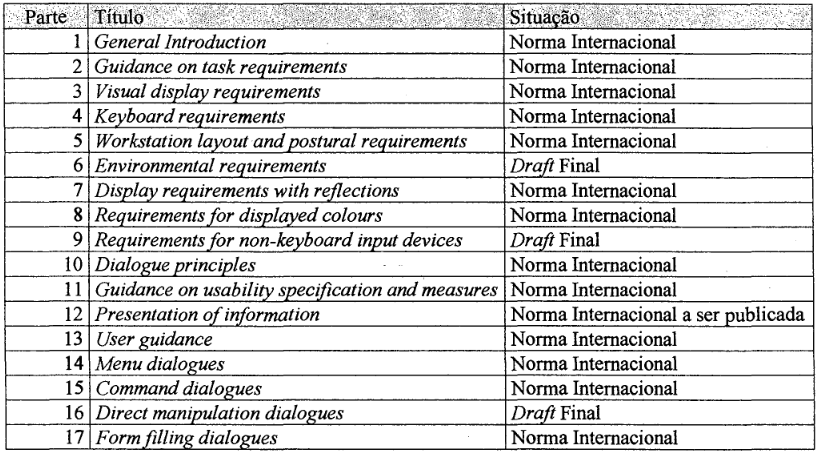 Parte Título Situação
1 General Introduction Norma Internacional
2 Guidance on task requirements Norma Internacional
3 Visual display requirements Norma Internacional
4 Keyboard requirements Norma Internacional
5 Workstation layout and postural requirements Norma Internacional
6 Environmental requirements Draft Final
7 Display requirements with reflections Norma Internacional
8 Requirements for displayed colours Norma Internacional
9 Requirements for non-keyboard input devices Draft Final
10 Dialogue principles Norma Internacional
11 Guidance on usability specification and measures Norma Internacional
12 Presentation of information Norma Internacional a ser publicada
13 User guidance Norma Internacional
14 Menu dialogues Norma Internacional
15 Command dialogues Norma Internacional
16 Direct manipulation dialogues Draft Final
17 Form filling dialogues Norma Internacional